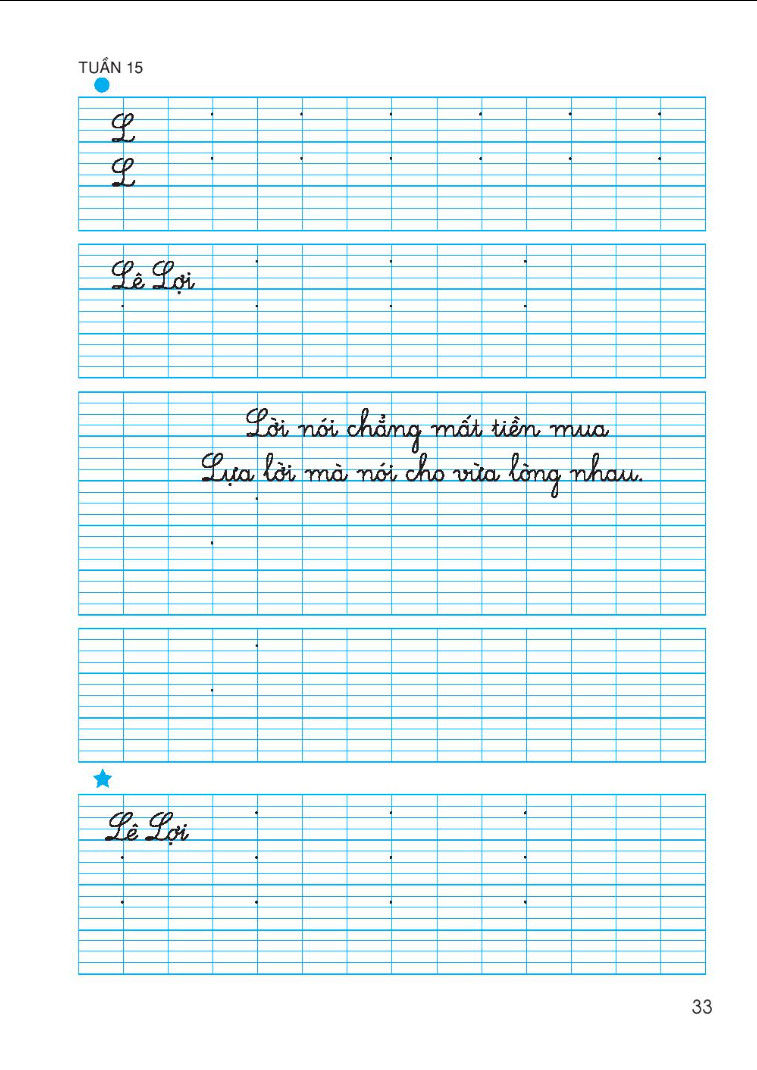 TUẦN 15
L
L
Lê Lợi
Lời nói chẳng mất tiền mua
Lựa lời mà nói cho vừa lòng nhau.
Lê Lợi
33